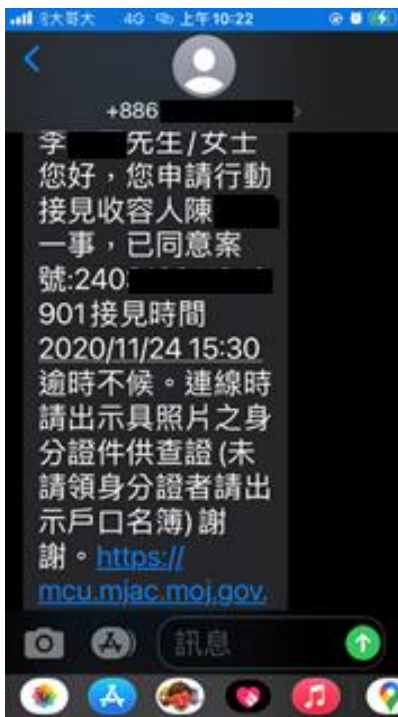 台灣大哥大 4G 上午10:22
+886
李 先生/女士
您好，您申請行動
接見收容人陳
一事，已同意案
號:240
901接見時間
2020/11/24 15:30
逾時不候。連線時
請出示具照片之身
分證件供查證(未
請領身分證者請出
示戶口名簿)謝
謝。https://
mcu.mjac.moj.gov.
訊息